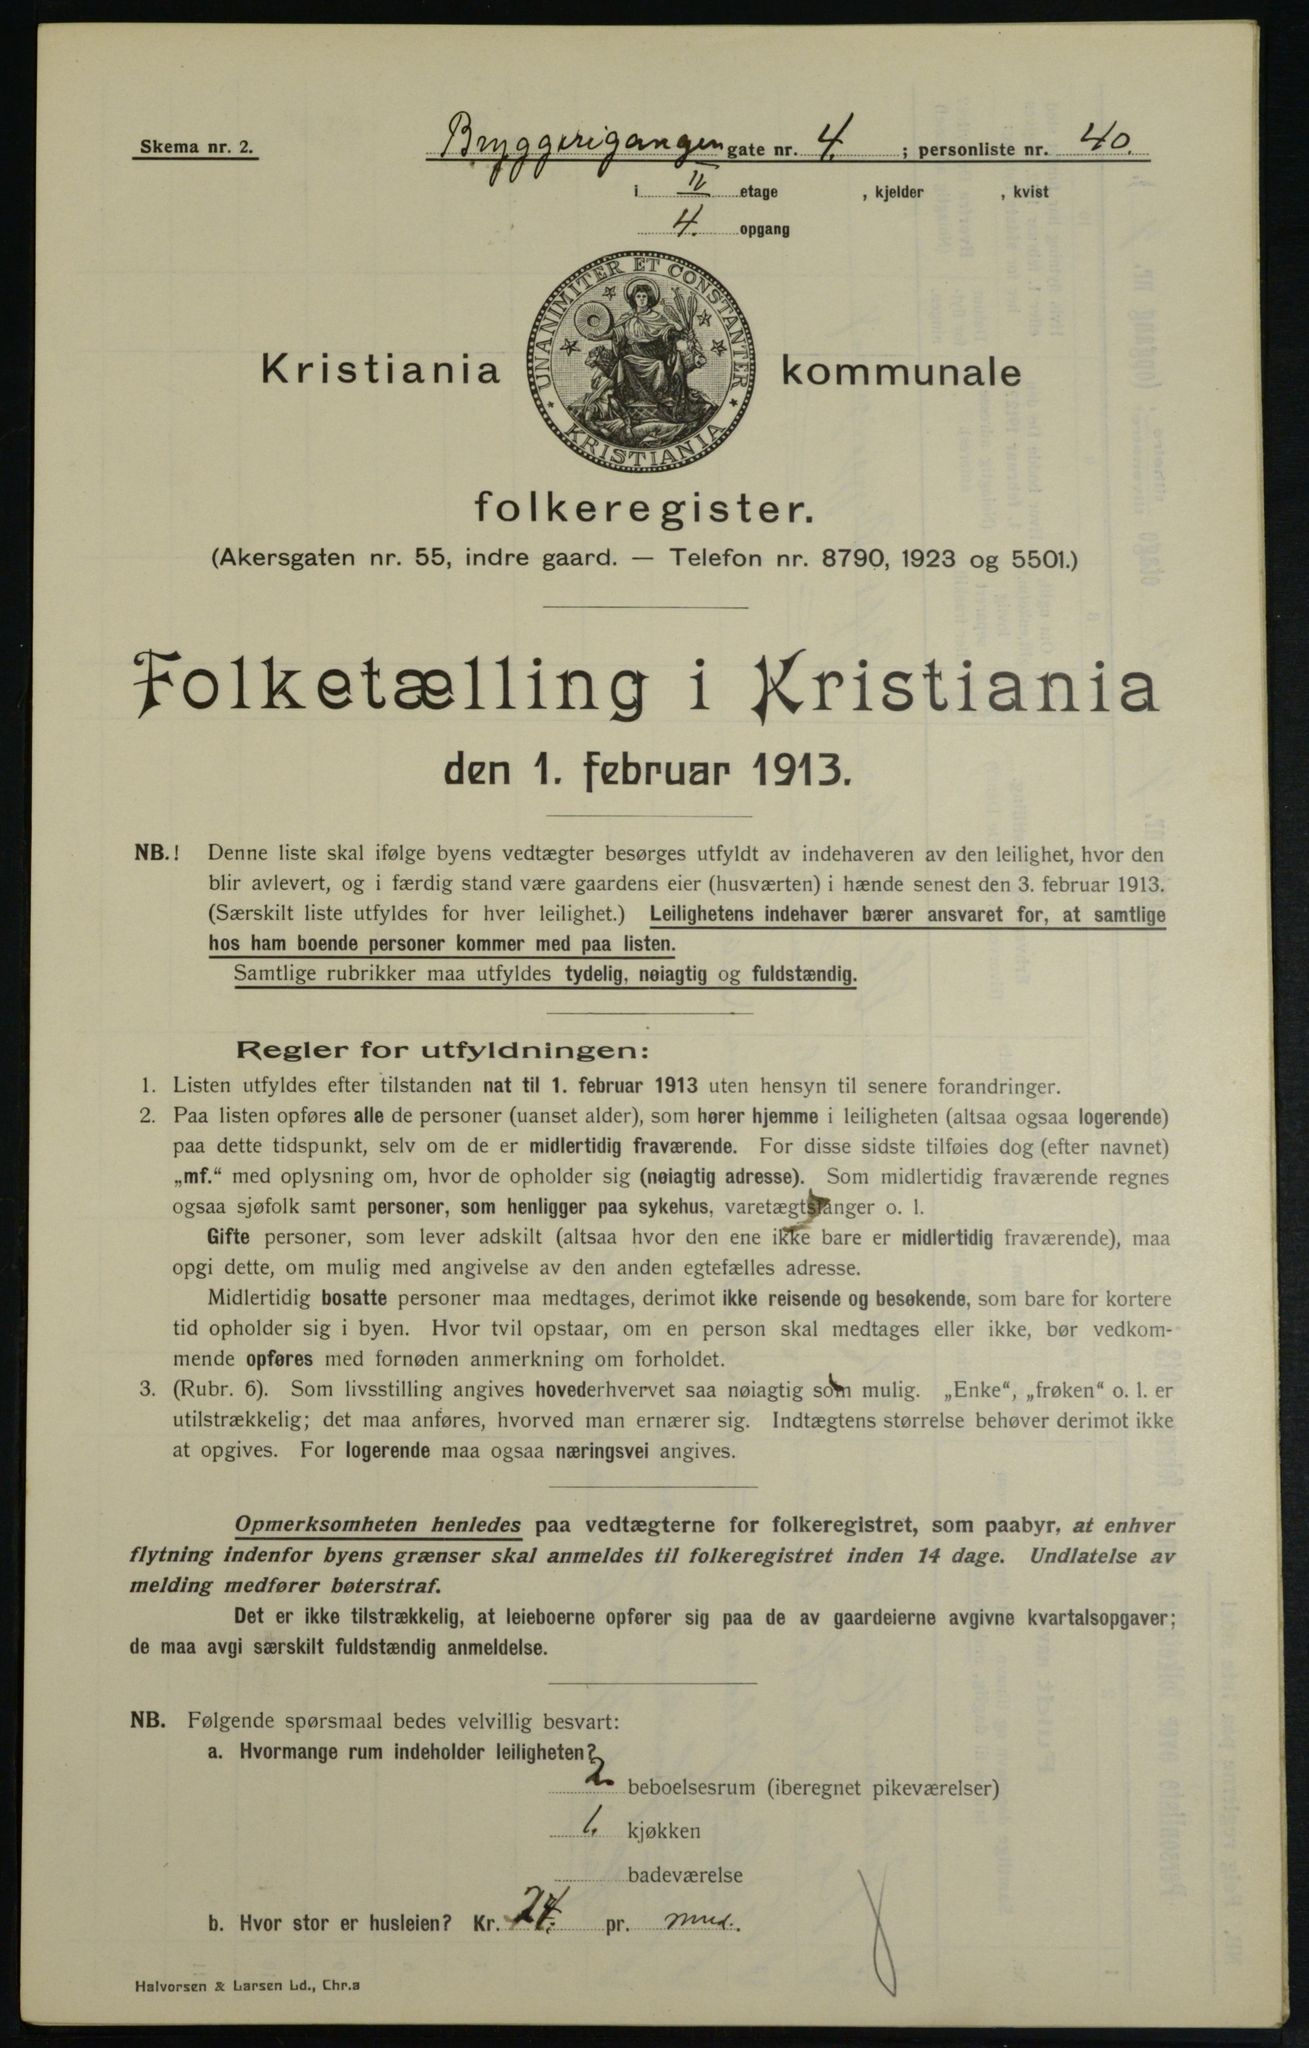 Skema nr. 2.
Bryggerigangen gate nr. 4. ; personliste nr. 40.
i II etage , kjelder , kvist
4. opgang
UNANIMITER ET CONSTANTER
KRISTIANIA
Kristiania kommunale
folkeregister.
(Akersgaten nr. 55, indre gaard. — Telefon nr. 8790, 1923 og 5501.)
Folketælling i Kristiania
den 1. februar 1913.
NB.! Denne liste skal ifølge byens vedtægter besørges utfyldt av indehaveren av den leilighet, hvor den
blir avlevert, og i færdig stand være gaardens eier (husværten) i hænde senest den 3. februar 1913.
(Særskilt liste utfyldes for hver leilighet.) Leilighetens indehaver bærer ansvaret for, at samtlige
hos ham boende personer kommer med paa listen.
Samtlige rubrikker maa utfyldes tydelig, nøiagtig og fuldstændig.
Regler for utfyldningen:
1. Listen utfyldes efter tilstanden nat til 1. februar 1913 uten hensyn til senere forandringer.
2. Paa listen opføres alle de personer (uanset alder), som hører hjemme i leiligheten (altsaa ogsaa logerende)
paa dette tidspunkt, selv om de er midlertidig fraværende. For disse sidste tilføies dog (efter navnet)
„mf.“ med oplysning om, hvor de opholder sig (nøiagtig adresse). Som midlertidig fraværende regnes
ogsaa sjøfolk samt personer, som henligger paa sykehus, varetægtsfanger o. l.
Gifte personer, som lever adskilt (altsaa hvor den ene ikke bare er midlertidig fraværende), maa
opgi dette, om mulig med angivelse av den anden egtefælles adresse.
Midlertidig bosatte personer maa medtages, derimot ikke reisende og besøkende, som bare for kortere
tid opholder sig i byen. Hvor tvil opstaar, om en person skal medtages eller ikke, bør vedkom-
mende opføres med fornøden anmerkning om forholdet.
3. (Rubr. 6). Som livsstilling angives hovederhvervet saa nøiagtig som mulig. „Enke“, „frøken“ o. l. er
utilstrækkelig; det maa anføres, hvorved man ernærer sig. Indtægtens størrelse behøver derimot ikke
at opgives. For logerende maa ogsaa næringsvei angives.
Opmerksomheten henledes paa vedtægterne for folkeregistret, som paabyr, at enhver
flytning indenfor byens grænser skal anmeldes til folkeregistret inden 14 dage. Undlatelse av
melding medfører bøterstraf.
Det er ikke tilstrækkelig, at leieboerne opfører sig paa de av gaardeierne avgivne kvartalsopgaver;
de maa avgi særskilt fuldstændig anmeldelse.
NB. Følgende spørsmaal bedes velvillig besvart:
a. Hvormange rum indeholder leiligheten?
2 beboelsesrum (iberegnet pikeværelser)
1. kjøkken
badeværelse
b. Hvor stor er husleien? Kr. 24. pr. mnd.
Halvorsen & Larsen Ld., Chr.a